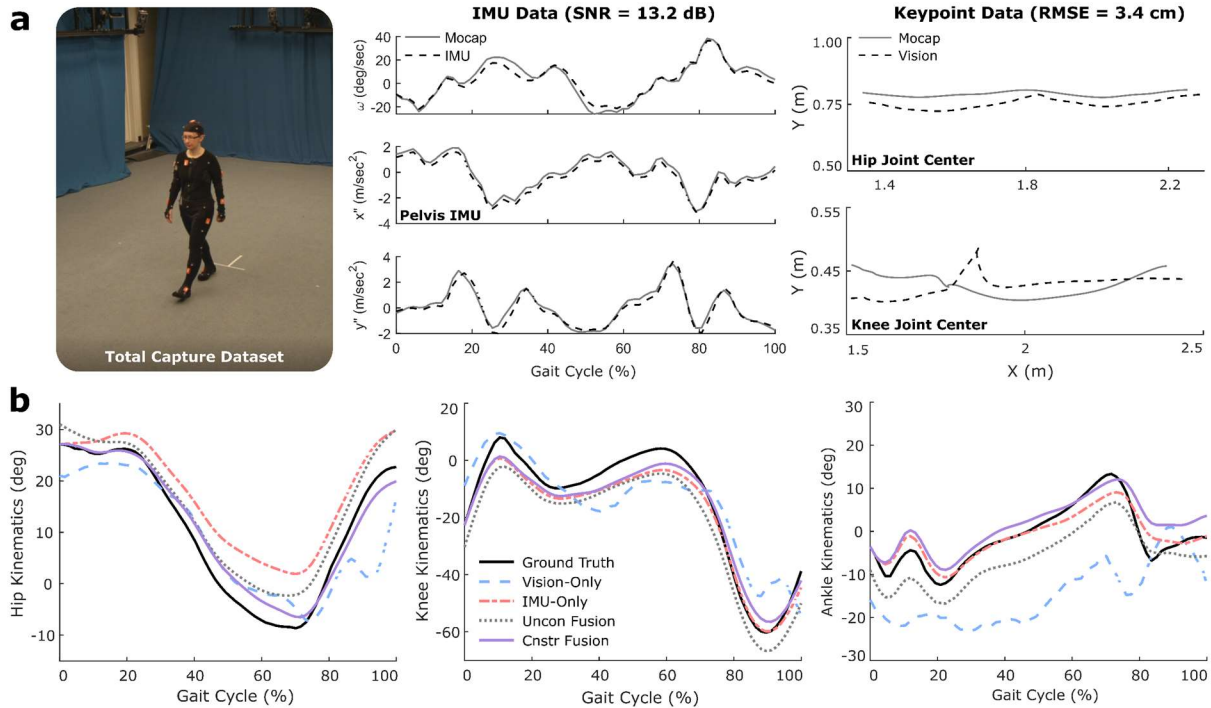 a
IMU Data (SNR = 13.2 dB)
Keypoint Data (RMSE = 3.4 cm)
Total Capture Dataset
ω (deg/sec)
40
20
0
-20
Mocap
IMU
x'' (m/sec²)
2
0
-2
-4
Pelvis IMU
y'' (m/sec²)
4
2
0
-2
0 20 40 60 80 100
Gait Cycle (%)
Y (m)
1.00
0.75
0.50
Mocap
Vision
Hip Joint Center
1.4 1.8 2.2
Y (m)
0.55
0.45
0.35
Knee Joint Center
1.5 2 2.5
X (m)
b
Hip Kinematics (deg)
30
20
10
0
-10
0 20 40 60 80 100
Gait Cycle (%)
Knee Kinematics (deg)
20
0
-20
-40
-60
Ground Truth
Vision-Only
IMU-Only
Uncon Fusion
Cnstr Fusion
0 20 40 60 80 100
Gait Cycle (%)
Ankle Kinematics (deg)
30
20
10
0
-10
-20
-30
0 20 40 60 80 100
Gait Cycle (%)